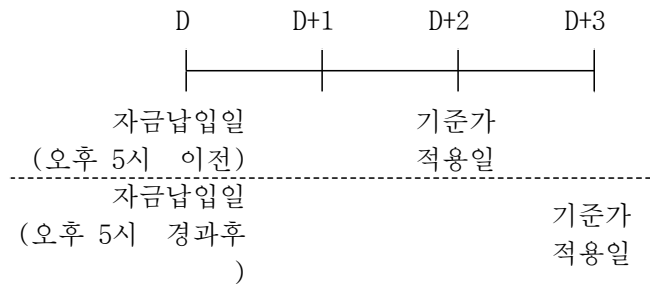 D D+1 D+2 D+3
자금납입일 기준가
(오후 5시 이전) 적용일
자금납입일
(오후 5시 경과후
)
기준가
적용일